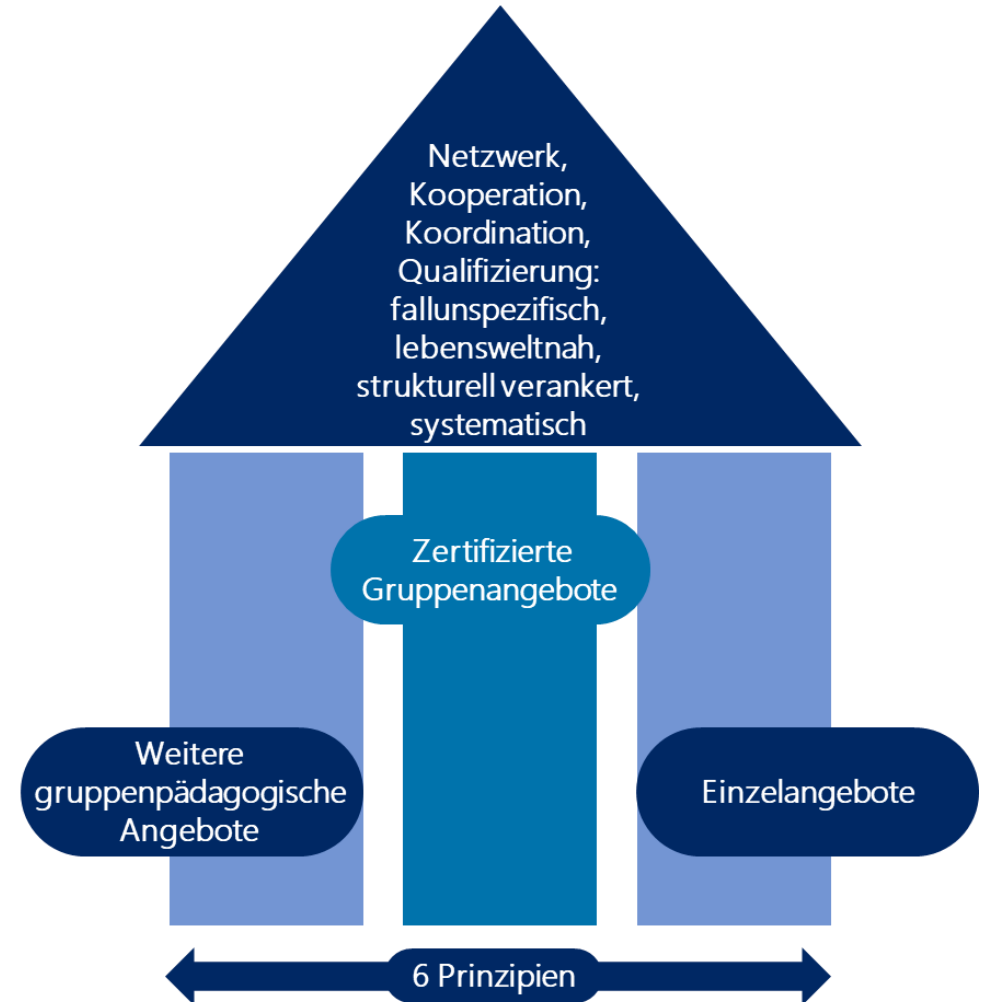 Netzwerk,
Kooperation,
Koordination,
Qualifizierung:
fallunspezifisch,
lebensweltnah,
strukturell verankert,
systematisch
Zertifizierte
Gruppenangebote
Weitere
gruppenpädagogische
Angebote
Einzelangebote
6 Prinzipien